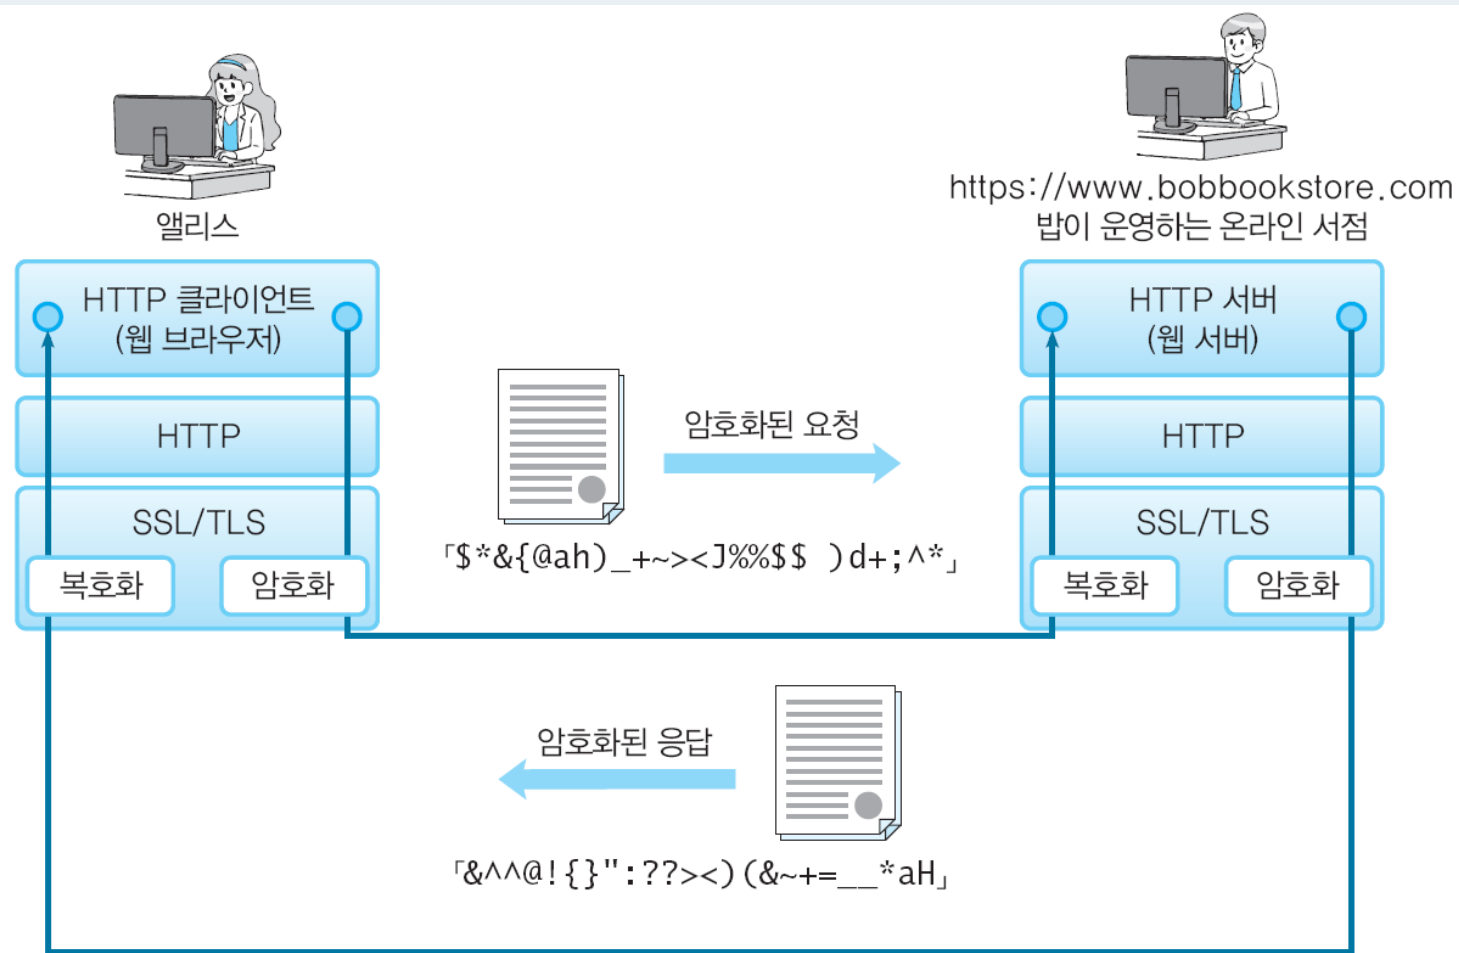 앨리스
https://www.bobbookstore.com
밥이 운영하는 온라인 서점
HTTP 클라이언트
(웹 브라우저)
HTTP
SSL/TLS
복호화
암호화
암호화된 요청
「$*&{@ah)_+~><J%%$$ )d+;^*」
HTTP 서버
(웹 서버)
HTTP
SSL/TLS
복호화
암호화
암호화된 응답
「&^^@!{}":??><)(&~+=__*aH」